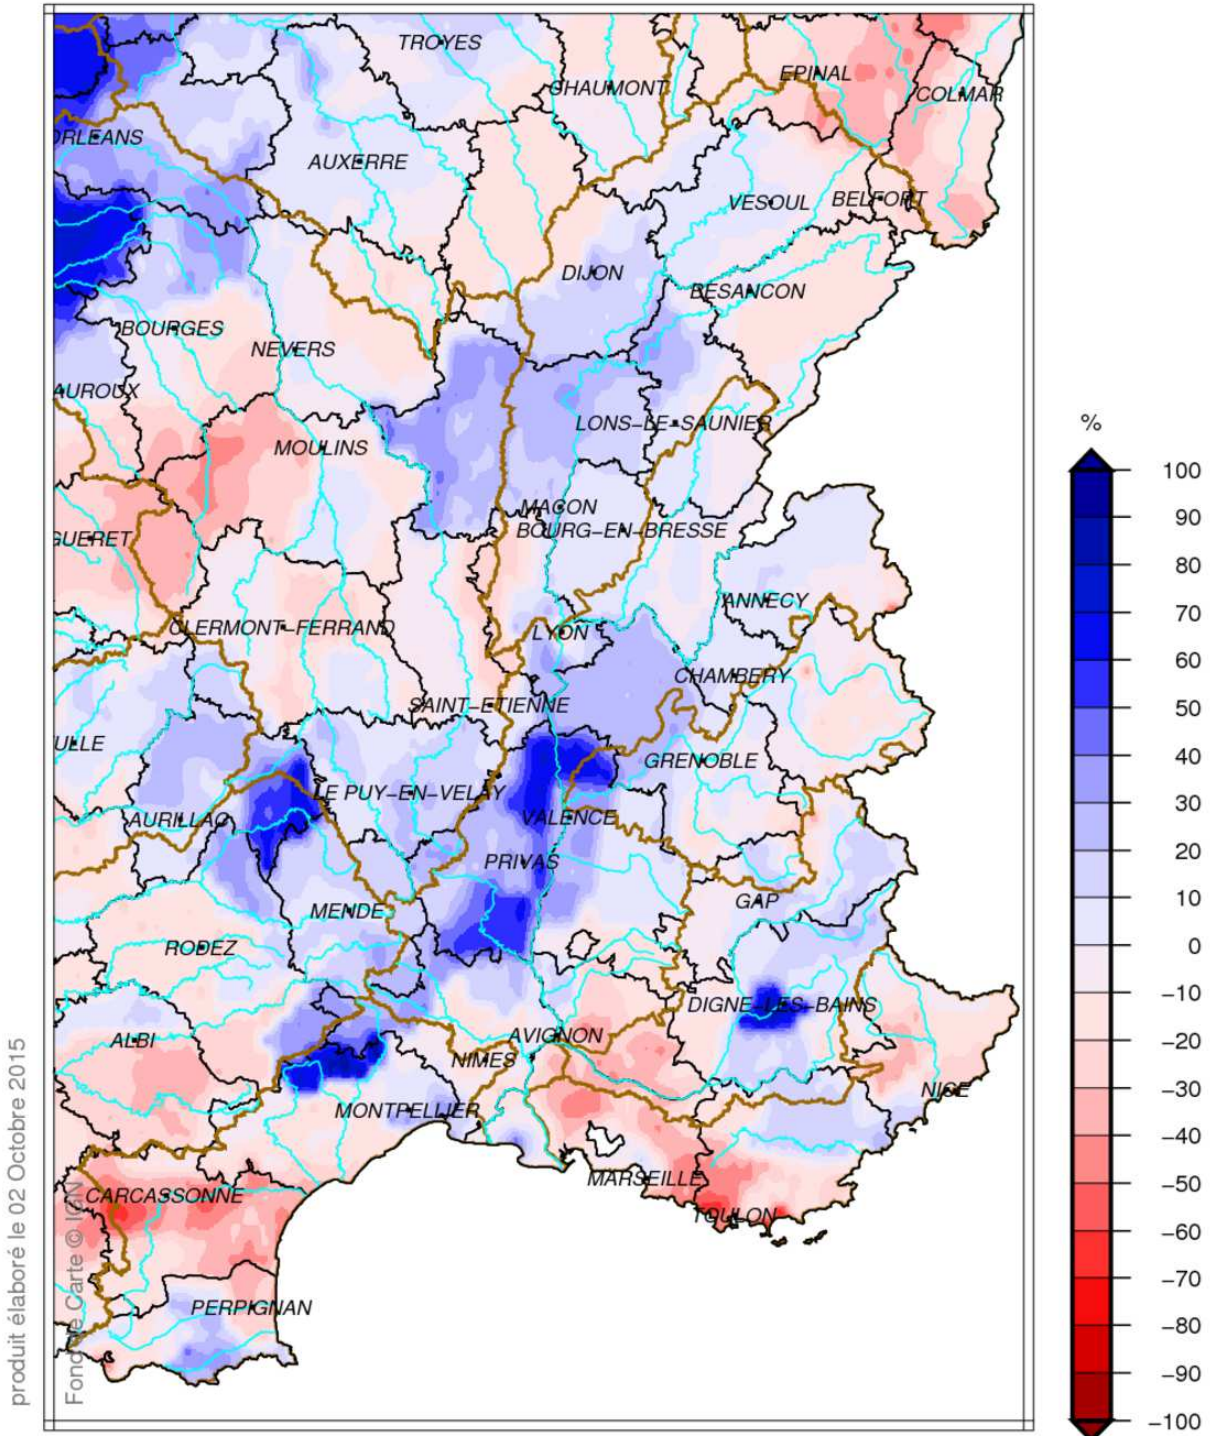 TROYES
CHAUMONT
EPINAL
COLMAR
ORLEANS
AUXERRE
VESOUL
BELFORT
DIJON
BESANCON
BOURGES
NEVERS
AUROUX
LONS-LE-SAUNIER
MOULINS
MACON
BOURG-EN-BRESSE
GUERET
ANNECY
CLERMONT-FERRAND
LYON
CHAMBERY
SAINT-ETIENNE
ULLE
GRENOBLE
LE PUY-EN-VELAY
AURILLAC
VALENCE
PRIVAS
GAP
MENDE
RODEZ
DIGNE-LES-BAINS
ALBI
AVIGNON
NIMES
NICE
MONTPELLIER
MARSEILLE
CARCASSONNE
TOULON
PERPIGNAN
%
100
90
80
70
60
50
40
30
20
10
0
-10
-20
-30
-40
-50
-60
-70
-80
-90
-100
produit élaboré le 02 Octobre 2015
Fond de Carte © IGN